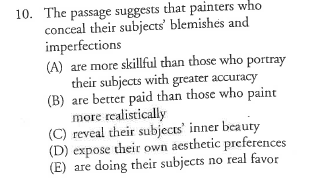 10. The passage suggests that painters who
conceal their subjects' blemishes and
imperfections
(A) are more skillful than those who portray
their subjects with greater accuracy
(B) are better paid than those who paint
more realistically
(C) reveal their subjects' inner beauty
(D) expose their own aesthetic preferences
(E) are doing their subjects no real favor